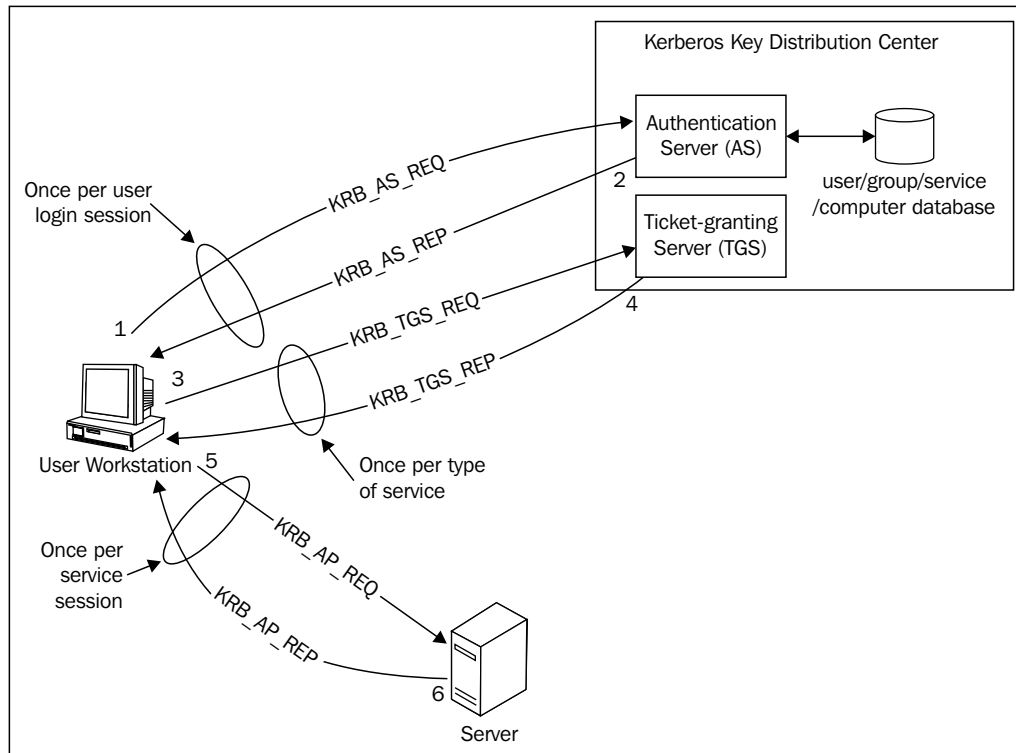 Kerberos Key Distribution Center
Authentication
Server (AS)
user/group/service
/computer database
Ticket-granting
Server (TGS)
Once per user
login session
KRB_AS_REQ
KRB_AS_REP
KRB_TGS_REQ
KRB_TGS_REP
1
2
3
4
User Workstation
5
Once per type
of service
Once per
service
session
KRB_AP_REQ
KRB_AP_REP
6
Server